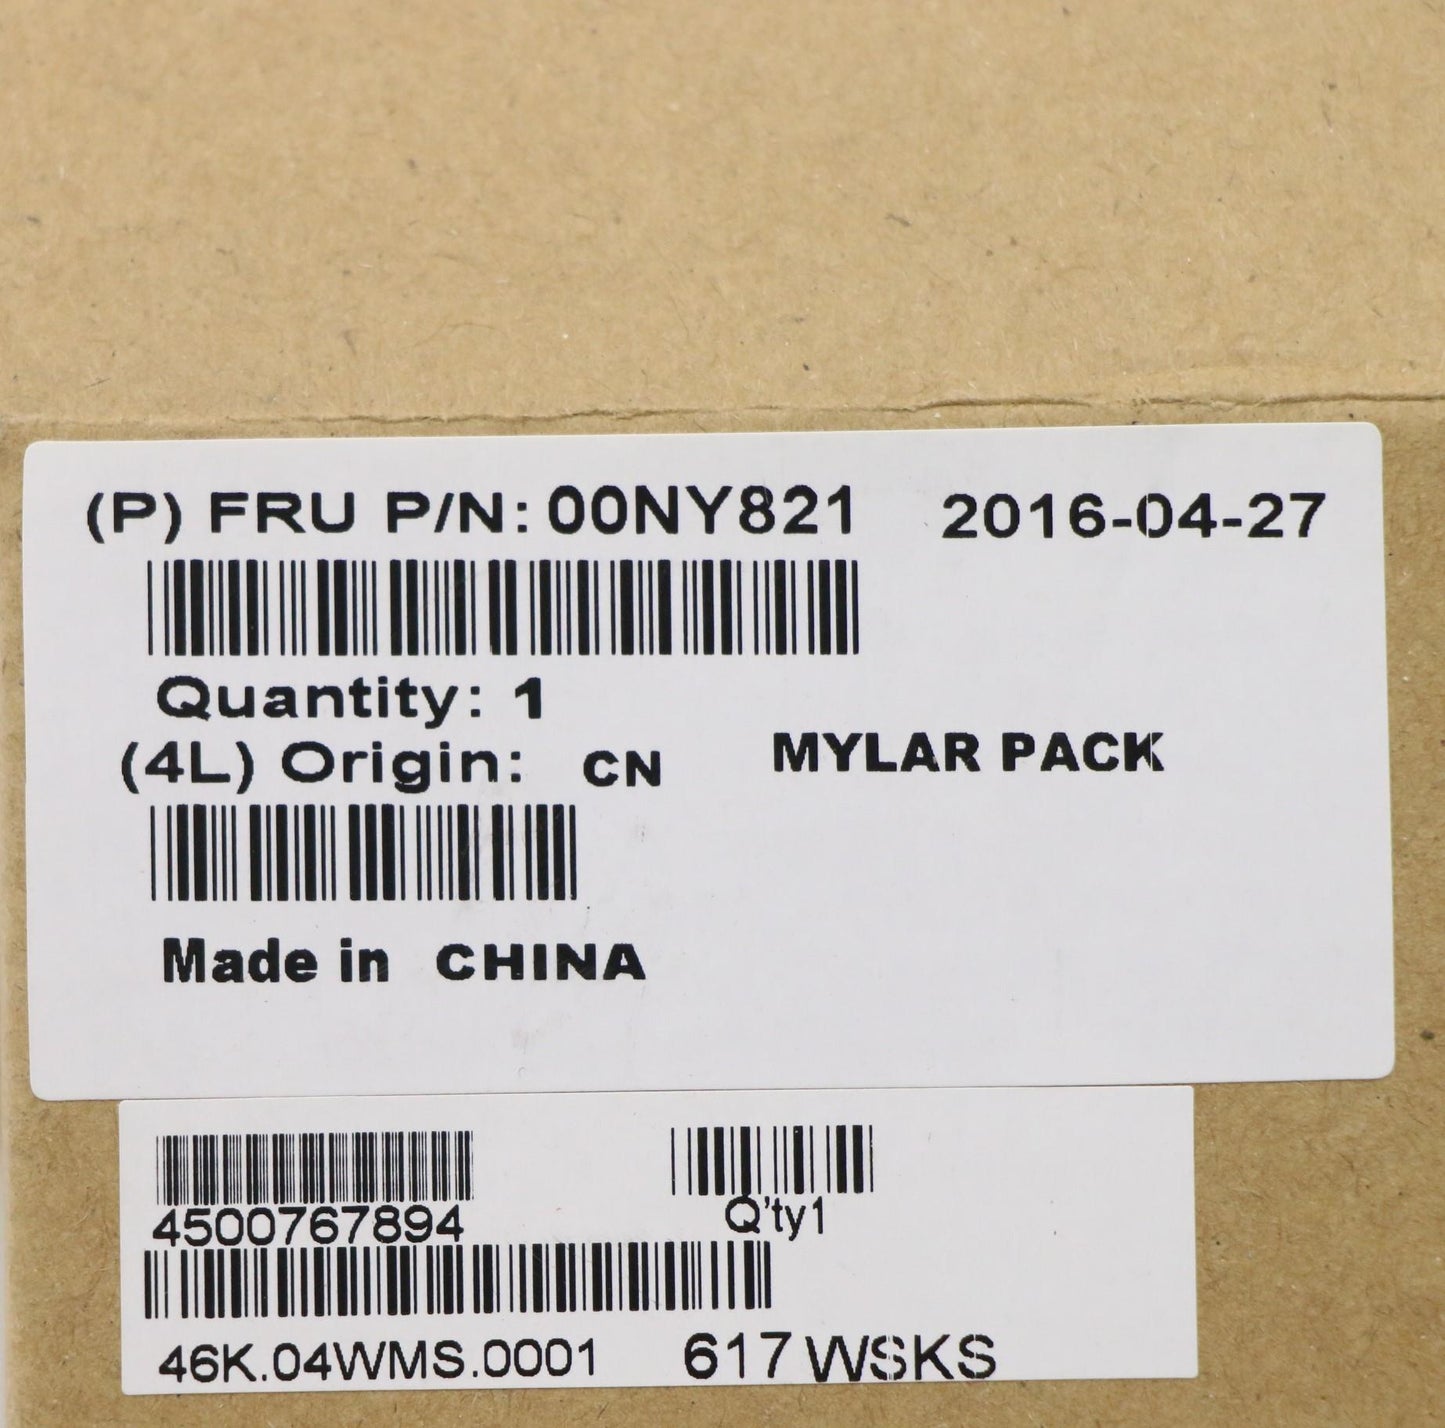 (P) FRU P/N: 00NY821 2016-04-27
Quantity: 1
(4L) Origin: CN MYLAR PACK
Made in CHINA
4500767894 Q'ty1
46K.04WMS.0001 617 WSKS